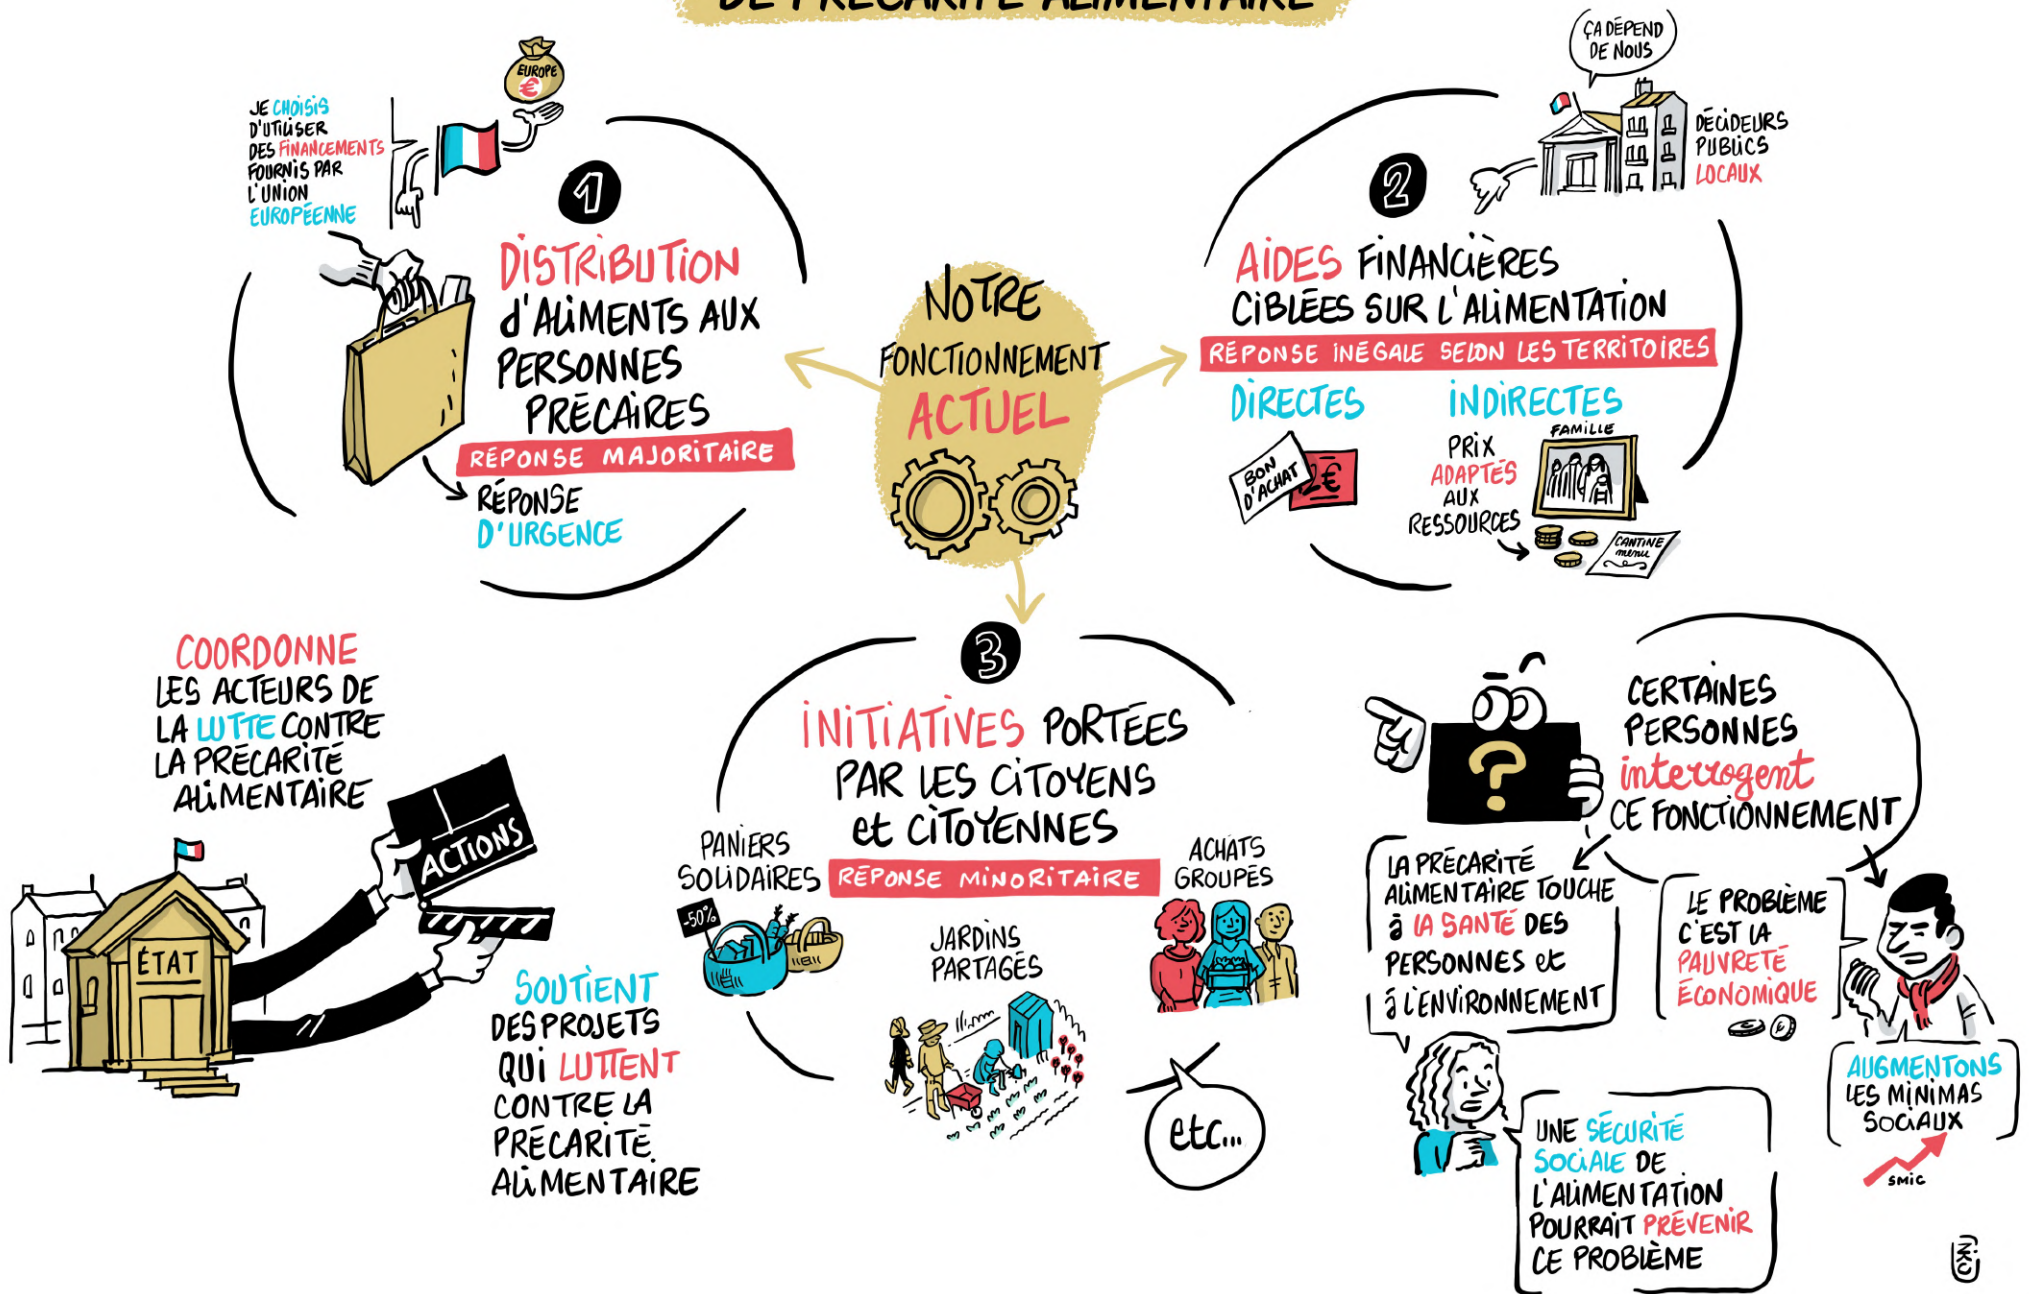 DE PRÉCARITÉ ALIMENTAIRE
JE CHOISIS
D'UTILISER
DES FINANCEMENTS
FOURNIS PAR
L'UNION
EUROPÉENNE
EUROPE
€
1
DISTRIBUTION
d'ALIMENTS AUX
PERSONNES
PRÉCAIRES
RÉPONSE MAJORITAIRE
RÉPONSE
D'URGENCE
NOTRE
FONCTIONNEMENT
ACTUEL
ÇA DÉPEND
DE NOUS
DÉCIDEURS
PUBLICS
LOCAUX
2
AIDES FINANCIÈRES
CIBLÉES SUR L'ALIMENTATION
RÉPONSE INÉGALE SELON LES TERRITOIRES
DIRECTES
BON
D'ACHAT
2€
INDIRECTES
PRIX
ADAPTÉS
AUX
RESSOURCES
FAMILLE
CANTINE
menu
COORDONNE
LES ACTEURS DE
LA LUTTE CONTRE
LA PRÉCARITÉ
ALIMENTAIRE
ACTIONS
ÉTAT
SOUTIENT
DES PROJETS
QUI LUTTENT
CONTRE LA
PRÉCARITÉ
ALIMENTAIRE
3
INITIATIVES PORTÉES
PAR LES CITOYENS
et CITOYENNES
RÉPONSE MINORITAIRE
PANIERS
SOLIDAIRES
-50%
JARDINS
PARTAGÉS
ACHATS
GROUPÉS
etc...
?
CERTAINES
PERSONNES
interrogent
CE FONCTIONNEMENT
LA PRÉCARITÉ
ALIMENTAIRE TOUCHE
à LA SANTÉ DES
PERSONNES et
à L'ENVIRONNEMENT
UNE SÉCURITÉ
SOCIALE DE
L'ALIMENTATION
POURRAIT PRÉVENIR
CE PROBLÈME
LE PROBLÈME
C'EST LA
PAUVRETÉ
ÉCONOMIQUE
AUGMENTONS
LES MINIMAS
SOCIAUX
SMIC